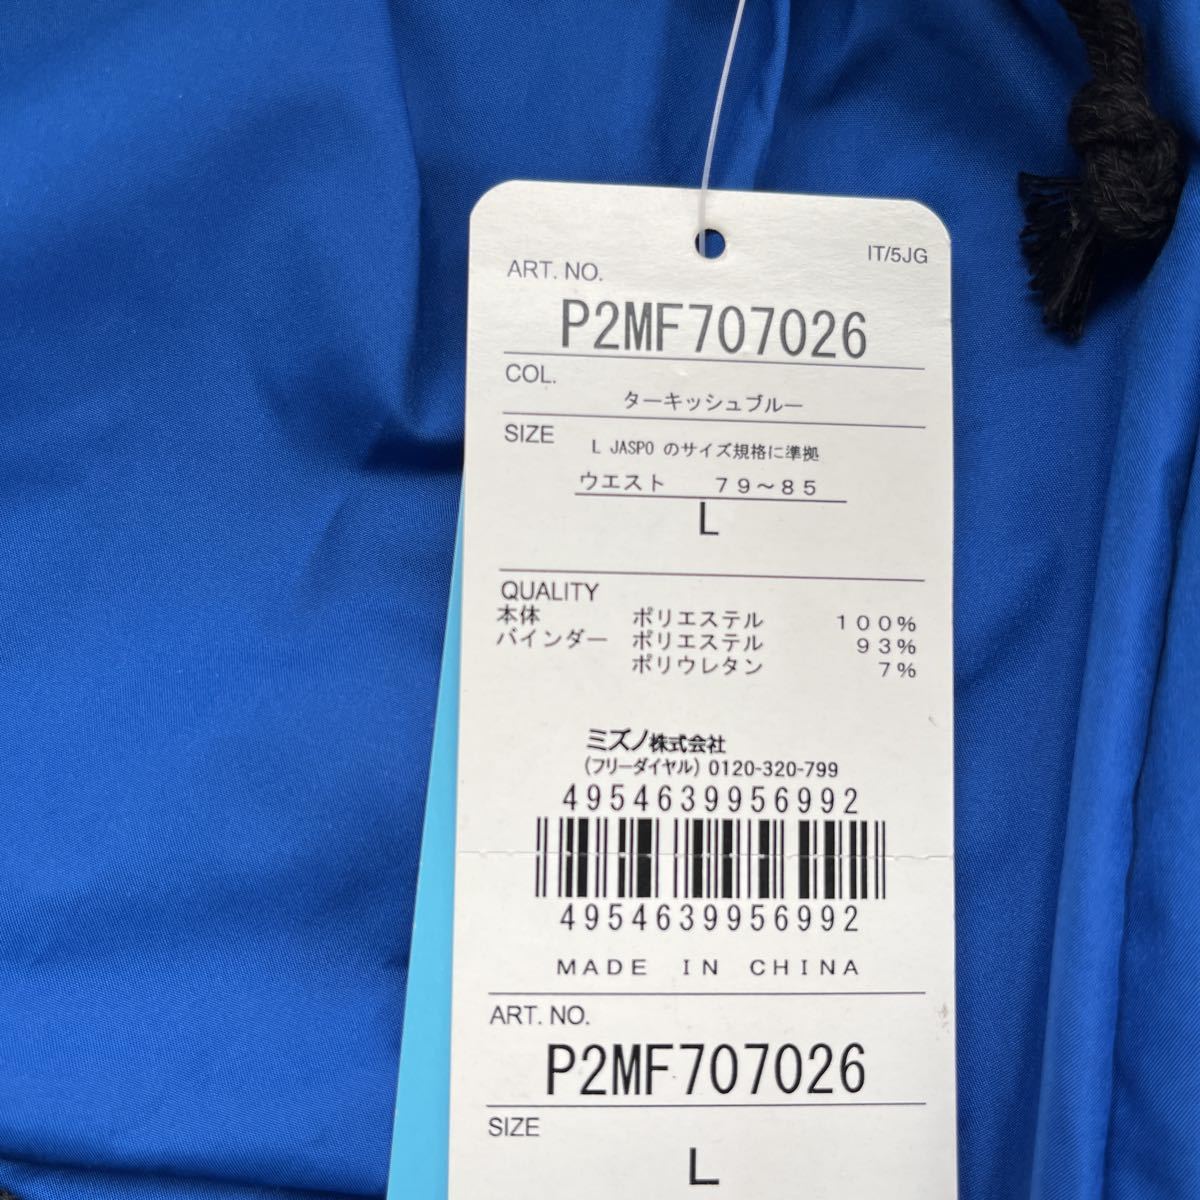 IT/5JG
ART. NO.
P2MF707026
COL.
ターキッシュブルー
SIZE
L JASPO のサイズ規格に準拠
ウエスト 79~85
L
QUALITY
本体 ポリエステル 100%
バインダー ポリエステル 93%
ポリウレタン 7%
ミズノ株式会社
(フリーダイヤル) 0120-320-799
4954639956992
4954639956992
MADE IN CHINA
ART. NO.
P2MF707026
SIZE
L